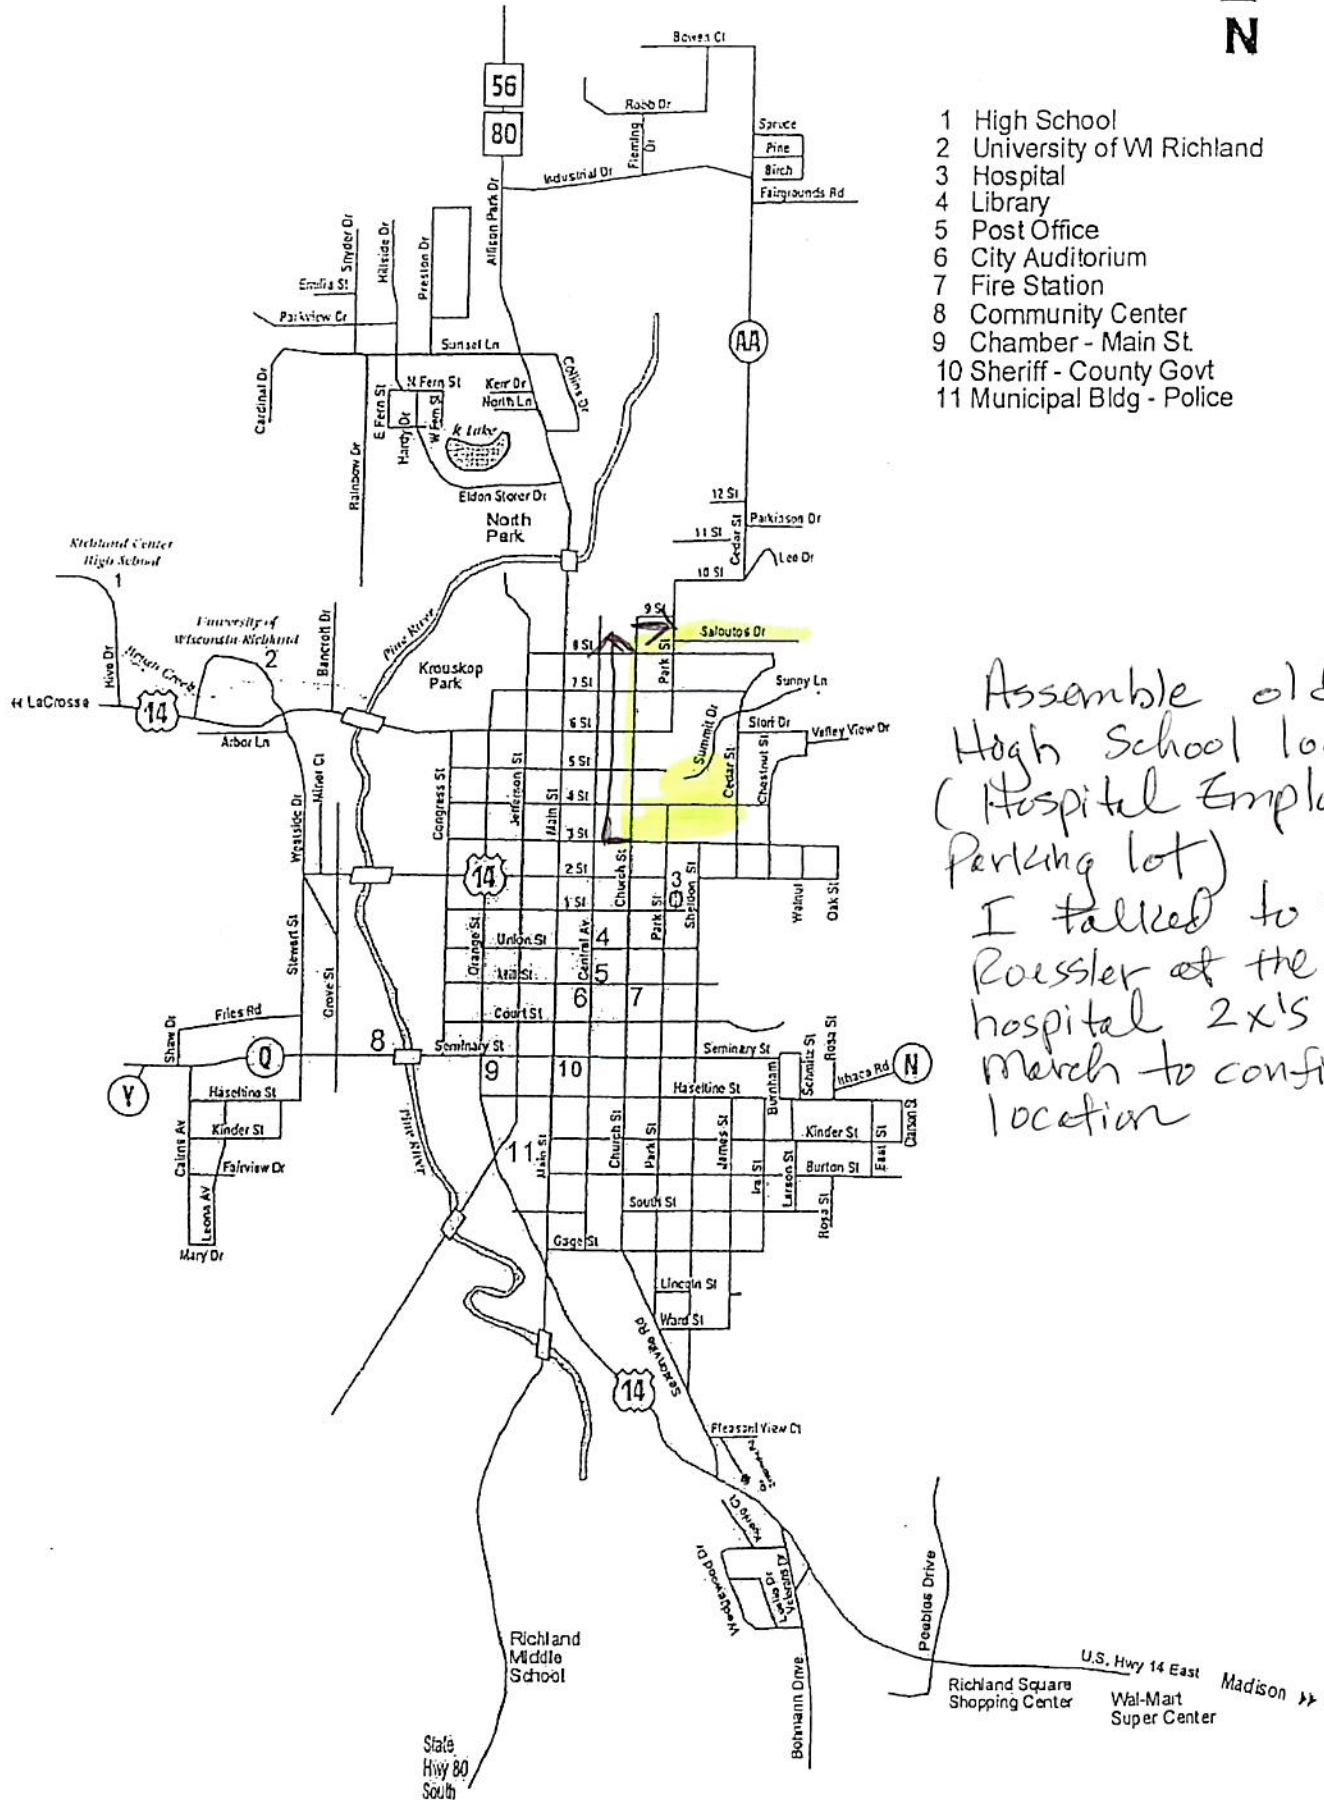 N
1 High School
2 University of WI Richland
3 Hospital
4 Library
5 Post Office
6 City Auditorium
7 Fire Station
8 Community Center
9 Chamber - Main St.
10 Sheriff - County Govt
11 Municipal Bldg - Police
Bowen Ct
56
80
Robb Dr
Fleming Dr
Industrial Dr
Spruce
Pine
Birch
Fairgrounds Rd
Allison Park Dr
Snyder Dr
Hillside Dr
Preston Dr
Emilia St
Parkview Cr
Sunset Ln
Cardinal Dr
Rainbow Dr
N Fern St
E Fern St
W Fern St
Hardy Dr
Kerr Dr
North Ln
Collins Dr
Lake
Eldon Storer Dr
North
Park
AA
12 St
11 St
Cedar St
Parkinson Dr
Leo Dr
10 St
9 St
Saloutos Dr
8 St
Park St
7 St
Sunny Ln
6 St
Summit Dr
Stori Dr
Valley View Dr
5 St
4 St
3 St
Cedar St
Chestnut St
Richland Center
High School
1
University of
Wisconsin-Richland
2
Bancroft Dr
Pine River
Krouskop
Park
LaCrosse
14
Arbor Ln
Westside Dr
Congress St
Jefferson St
Main St
Church St
14
2 St
1 St
3
H
Park St
Sheldon St
Walnut
Oak St
Stewart St
Grove St
Orange St
Union St
Central Av
4
Mill St
5
6
7
Court St
Fries Rd
Shaw Dr
Q
8
Seminary St
Seminary St
9
10
Y
Haseltine St
Haseltine St
Burnham
Schmitz St
Rosa St
Ithaca Rd
N
Cairns Av
Kinder St
Fairview Dr
Leona Av
Mary Dr
Pine River
11
Main St
Church St
Park St
James St
Ira St
Larson St
Kinder St
Burton St
East St
Carson St
South St
Rosa St
Gage St
Lincoln St
Ward St
Sextonville Rd
14
Pleasant View Ct
Wedgewood Dr
Veterans Dr
Bohmann Drive
Peebles Drive
Richland
Middle
School
State
Hwy 80
South
U.S. Hwy 14 East
Madison
Richland Square
Shopping Center
Wal-Mart
Super Center
Assemble old
High School
(Hospital
Parking lot)
I talked to
Roessler at the
hospital 2x's
March to
location